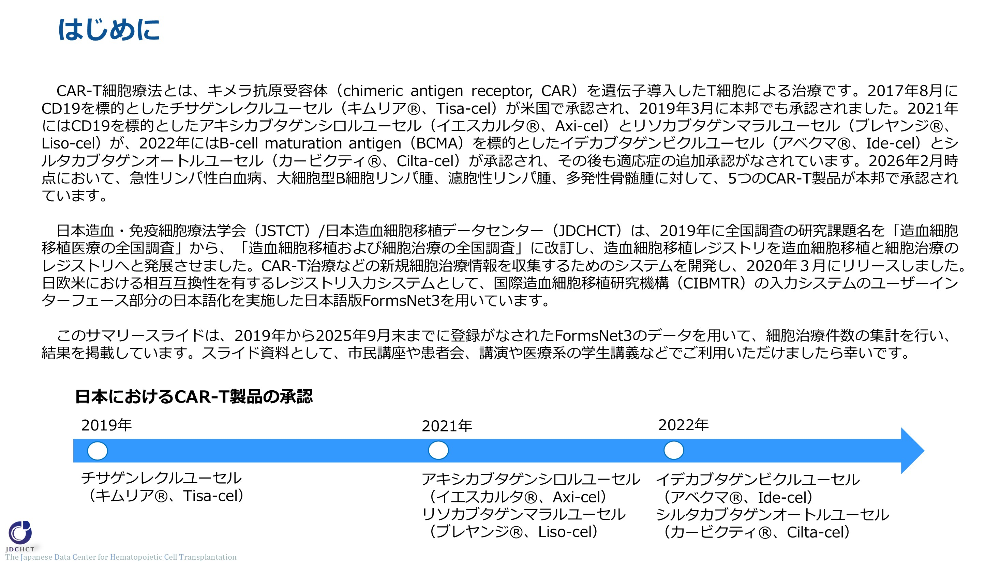 はじめに
CAR-T細胞療法とは、キメラ抗原受容体（chimeric antigen receptor, CAR）を遺伝子導入したT細胞による治療です。2017年8月に
CD19を標的としたチサゲンレクルユーセル（キムリア®、Tisa-cel）が米国で承認され、2019年3月に本邦でも承認されました。2021年
にはCD19を標的としたアキシカブタゲンシロルユーセル（イエスカルタ®、Axi-cel）とリソカブタゲンマラルユーセル（ブレヤンジ®、
Liso-cel）が、2022年にはB-cell maturation antigen（BCMA）を標的としたイデカブタゲンビクルユーセル（アベクマ®、Ide-cel）とシ
ルタカブタゲンオートルユーセル（カービクティ®、Cilta-cel）が承認され、その後も適応症の追加承認がなされています。2026年2月時
点において、急性リンパ性白血病、大細胞型B細胞リンパ腫、濾胞性リンパ腫、多発性骨髄腫に対して、5つのCAR-T製品が本邦で承認され
ています。
日本造血・免疫細胞療法学会（JSTCT）/日本造血細胞移植データセンター（JDCHCT）は、2019年に全国調査の研究課題名を「造血細胞
移植医療の全国調査」から、「造血細胞移植および細胞治療の全国調査」に改訂し、造血細胞移植レジストリを造血細胞移植と細胞治療の
レジストリへと発展させました。CAR-T治療などの新規細胞治療情報を収集するためのシステムを開発し、2020年３月にリリースしました。
日欧米における相互互換性を有するレジストリ入力システムとして、国際造血細胞移植研究機構（CIBMTR）の入力システムのユーザーイン
ターフェース部分の日本語化を実施した日本語版FormsNet3を用いています。
このサマリースライドは、2019年から2025年9月末までに登録がなされたFormsNet3のデータを用いて、細胞治療件数の集計を行い、
結果を掲載しています。スライド資料として、市民講座や患者会、講演や医療系の学生講義などでご利用いただけましたら幸いです。
日本におけるCAR-T製品の承認
2019年
2021年
2022年
チサゲンレクルユーセル
（キムリア®、Tisa-cel）
アキシカブタゲンシロルユーセル
（イエスカルタ®、Axi-cel）
リソカブタゲンマラルユーセル
（ブレヤンジ®、Liso-cel）
イデカブタゲンビクルユーセル
（アベクマ®、Ide-cel）
シルタカブタゲンオートルユーセル
（カービクティ®、Cilta-cel）
JDCHCT
The Japanese Data Center for Hematopoietic Cell Transplantation